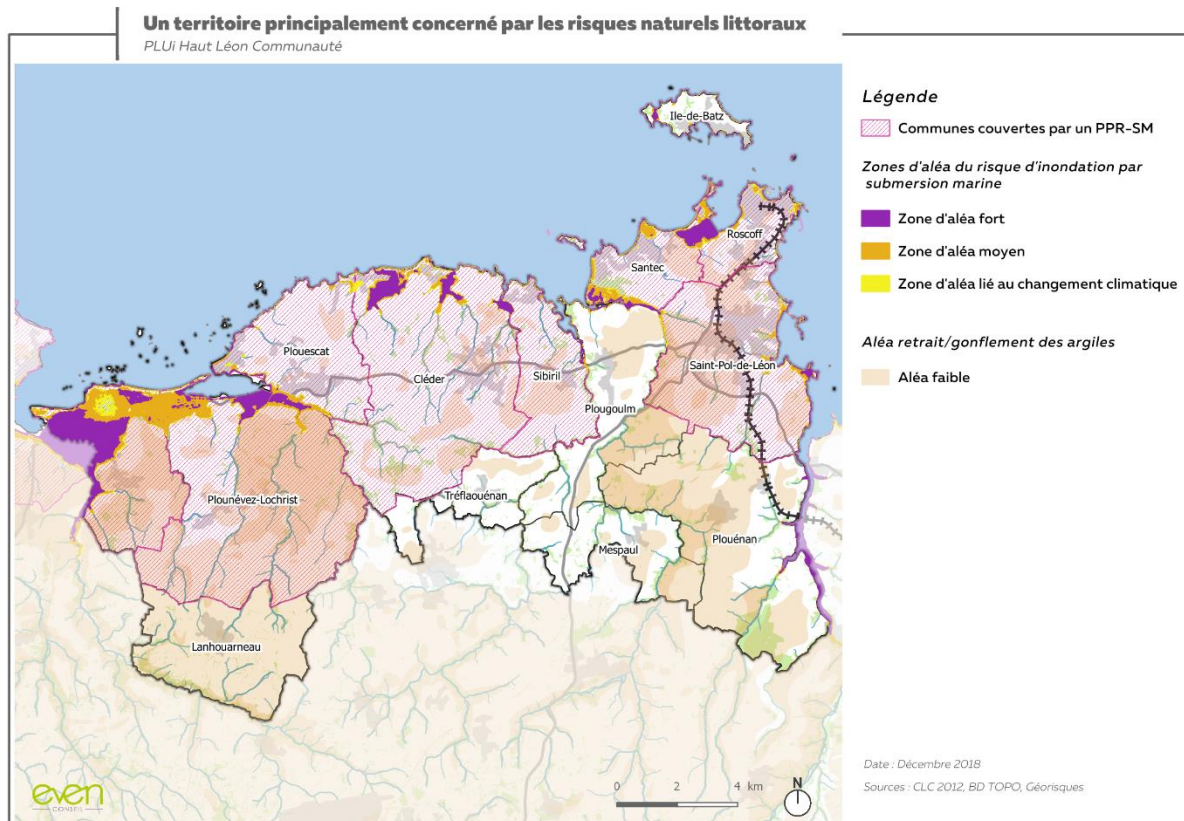 Un territoire principalement concerné par les risques naturels littoraux
PLUi Haut Léon Communauté
Légende
Communes couvertes par un PPR-SM
Zones d'aléa du risque d'inondation par
submersion marine
Zone d'aléa fort
Zone d'aléa moyen
Zone d'aléa lié au changement climatique
Aléa retrait/gonflement des argiles
Aléa faible
Ile-de-Batz
Roscoff
Santec
Plouescat
Cléder
Sibiril
Saint-Pol-de-Léon
Plougoulm
Plounévez-Lochrist
Tréflaouénan
Mespaul
Plouénan
Lanhouarneau
even
CONSEIL
0 2 4 km
N
Date : Décembre 2018
Sources : CLC 2012, BD TOPO, Géorisques